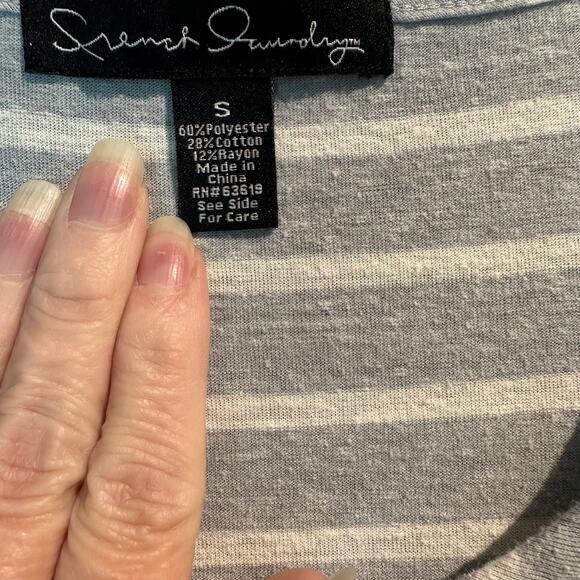 French Laundry™
S
60%Polyester
28%Cotton
12%Rayon
Made in
China
RN#63619
See Side
For Care